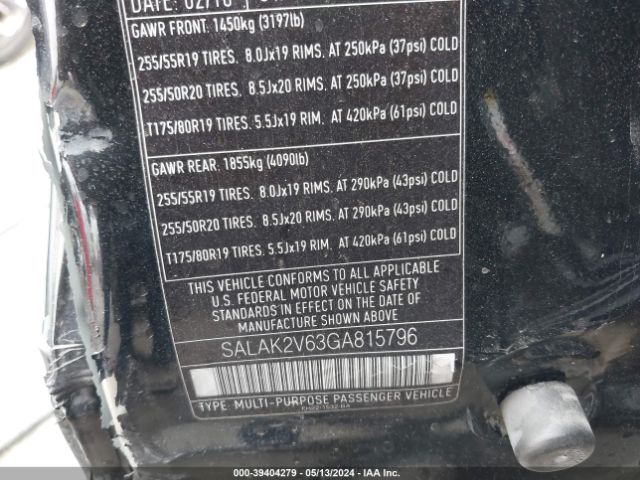 DATE: 02/16
GAWR FRONT: 1450kg (3197lb)
255/55R19 TIRES. 8.0Jx19 RIMS. AT 250kPa (37psi) COLD
255/50R20 TIRES. 8.5Jx20 RIMS. AT 250kPa (37psi) COLD
T175/80R19 TIRES. 5.5Jx19 RIM. AT 420kPa (61psi) COLD
GAWR REAR: 1855kg (4090lb)
255/55R19 TIRES. 8.0Jx19 RIMS. AT 290kPa (43psi) COLD
255/50R20 TIRES. 8.5Jx20 RIMS. AT 290kPa (43psi) COLD
T175/80R19 TIRES. 5.5Jx19 RIM. AT 420kPa (61psi) COLD
THIS VEHICLE CONFORMS TO ALL APPLICABLE
U.S. FEDERAL MOTOR VEHICLE SAFETY
STANDARDS IN EFFECT ON THE DATE OF
MANUFACTURE SHOWN ABOVE
SALAK2V63GA815796
TYPE: MULTI-PURPOSE PASSENGER VEHICLE
000-39404279 - 05/13/2024 - IAA Inc.